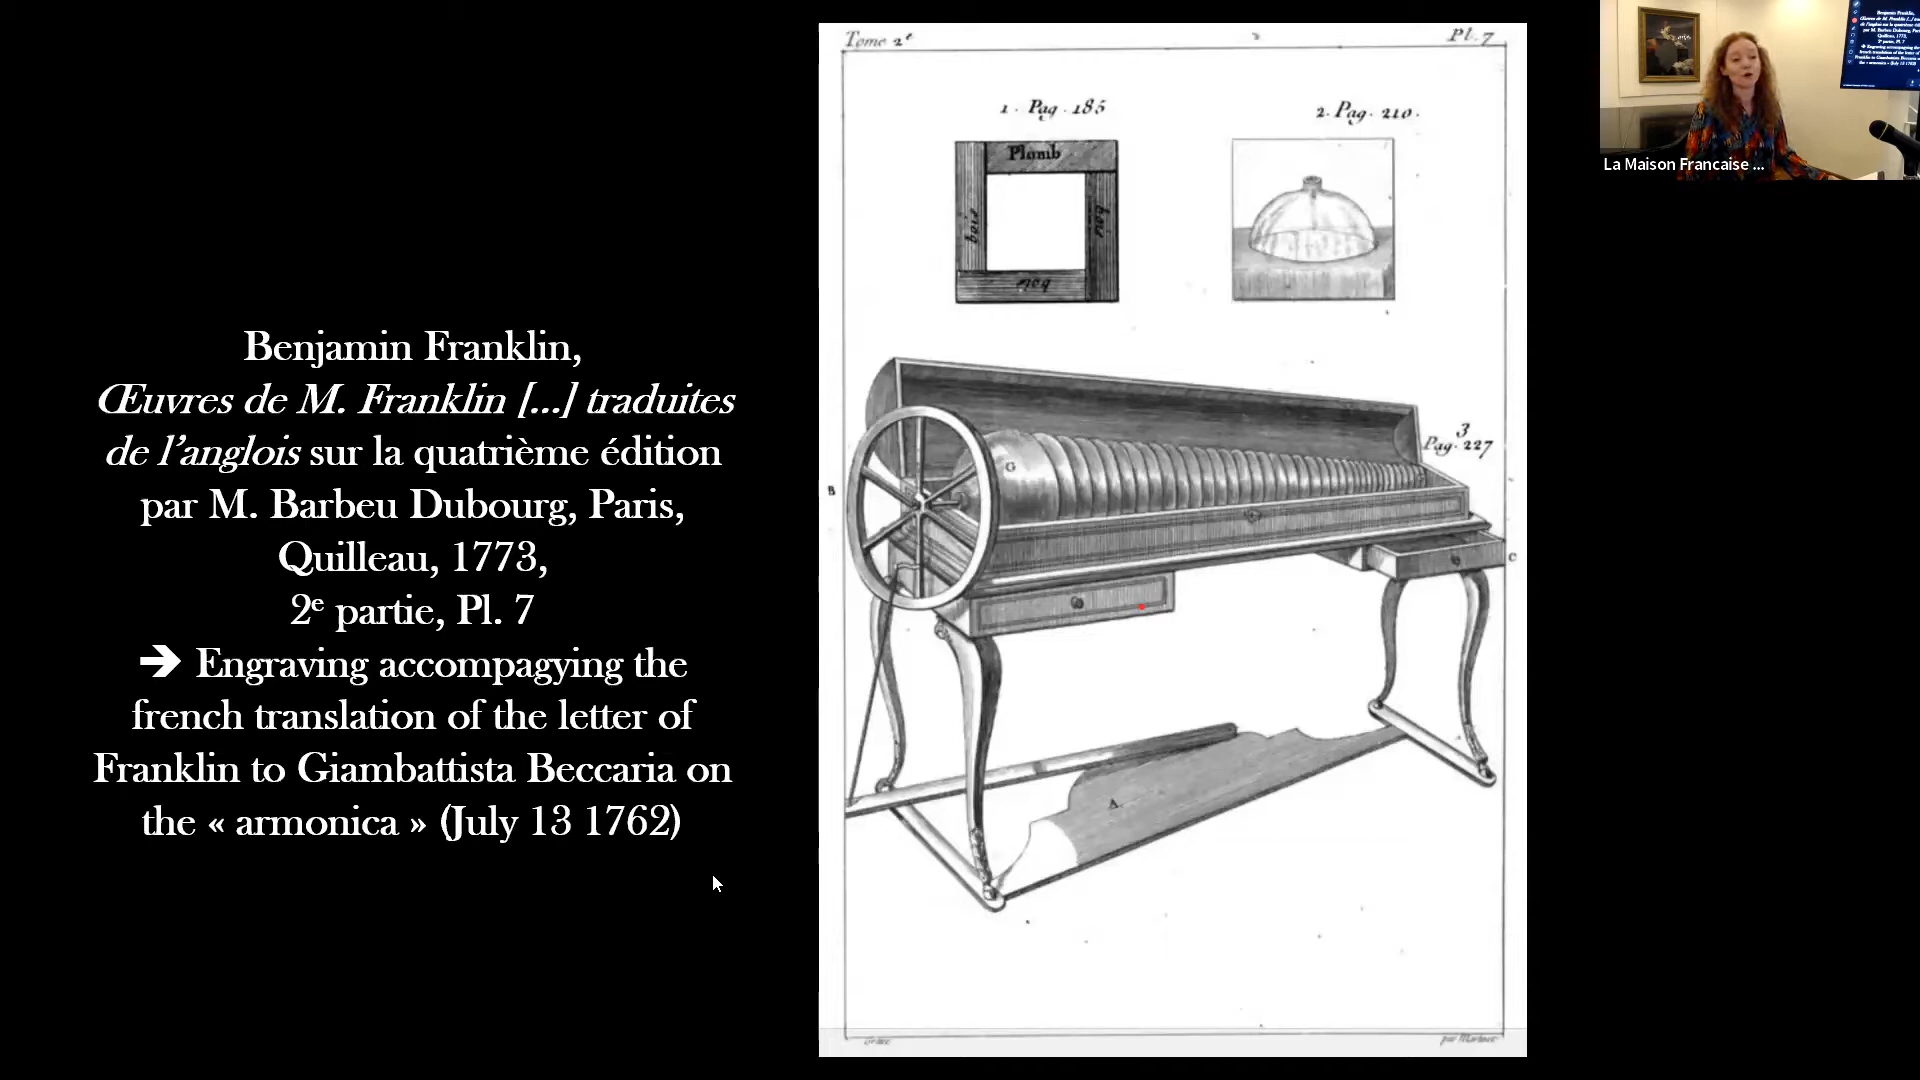 Benjamin Franklin,
Œuvres de M. Franklin [...] traduites
de l'anglois sur la quatrième édition
par M. Barbeu Dubourg, Paris,
Quilleau, 1773,
2e partie, Pl. 7
➔ Engraving accompagying the
french translation of the letter of
Franklin to Giambattista Beccaria on
the « armonica » (July 13 1762)
Tome 2e
Pl. 7
1. Pag. 185
2. Pag. 210.
Plomb
bois
bois
bois
3
Pag. 227
G
B
C
A
La Maison Francaise ...